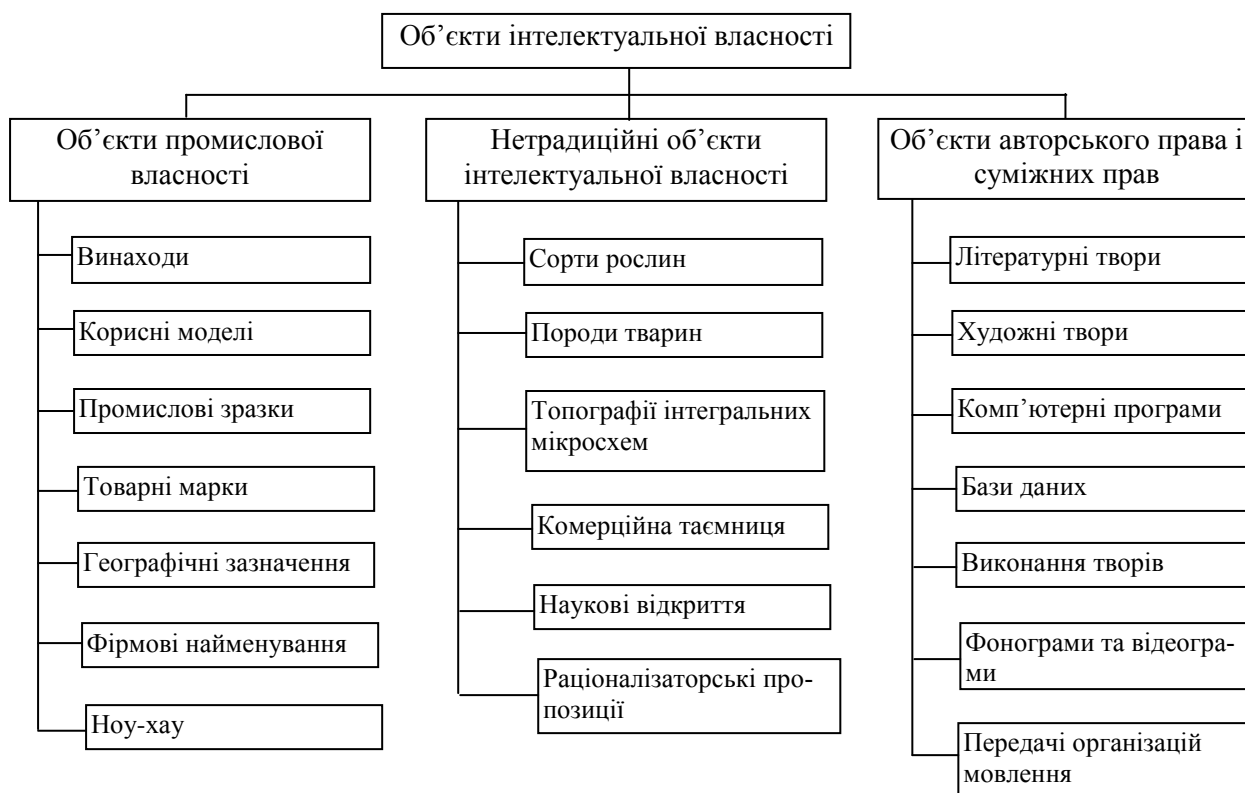 Об’єкти інтелектуальної власності
Об’єкти промислової
власності
Винаходи
Корисні моделі
Промислові зразки
Товарні марки
Географічні зазначення
Фірмові найменування
Ноу-хау
Нетрадиційні об’єкти
інтелектуальної власності
Сорти рослин
Породи тварин
Топографії інтегральних
мікросхем
Комерційна таємниця
Наукові відкриття
Раціоналізаторські про-
позиції
Об’єкти авторського права і
суміжних прав
Літературні твори
Художні твори
Комп’ютерні програми
Бази даних
Виконання творів
Фонограми та відеогра-
ми
Передачі організацій
мовлення